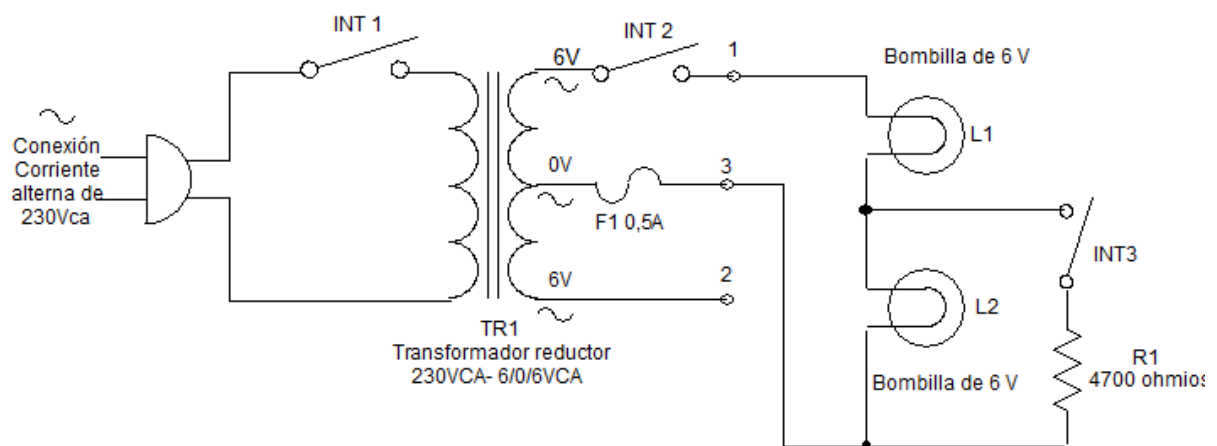 INT 1
6V
INT 2
1
Bombilla de 6 V
L1
Conexión
Corriente
alterna de
230Vca
0V
3
F1 0,5A
INT3
6V
2
L2
TR1
Transformador reductor
230VCA- 6/0/6VCA
R1
4700 ohmios
Bombilla de 6 V